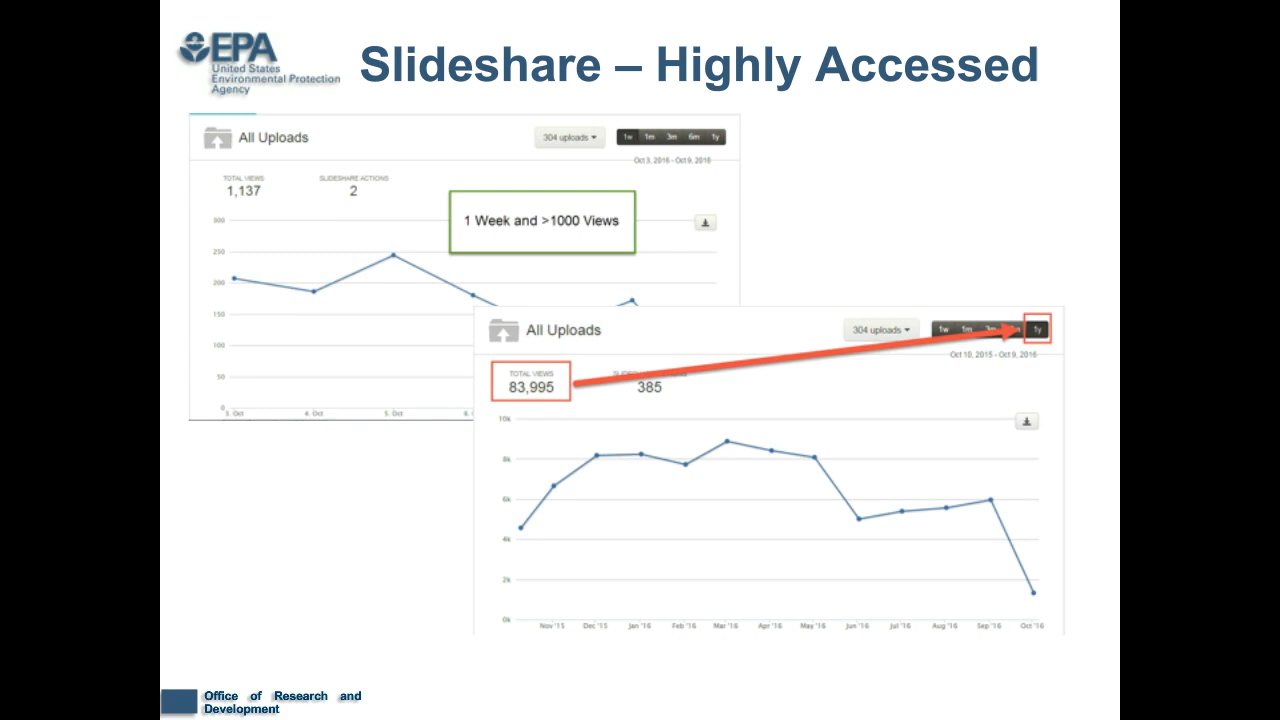 EPA
United States
Environmental Protection
Agency
Slideshare – Highly Accessed
All Uploads
304 uploads
1w 1m 3m 6m 1y
Oct 3, 2016 - Oct 9, 2016
TOTAL VIEWS
1,137
SLIDESHARE ACTIONS
2
1 Week and >1000 Views
300
250
200
150
100
50
0
3. Oct 4. Oct 5. Oct 6.
All Uploads
304 uploads
1w 1m 3m 1y
Oct 10, 2015 - Oct 9, 2016
TOTAL VIEWS
83,995
385
10k
8k
6k
4k
2k
0k
Nov '15 Dec '15 Jan '16 Feb '16 Mar '16 Apr '16 May '16 Jun '16 Jul '16 Aug '16 Sep '16 Oct '16
Office of Research and
Development